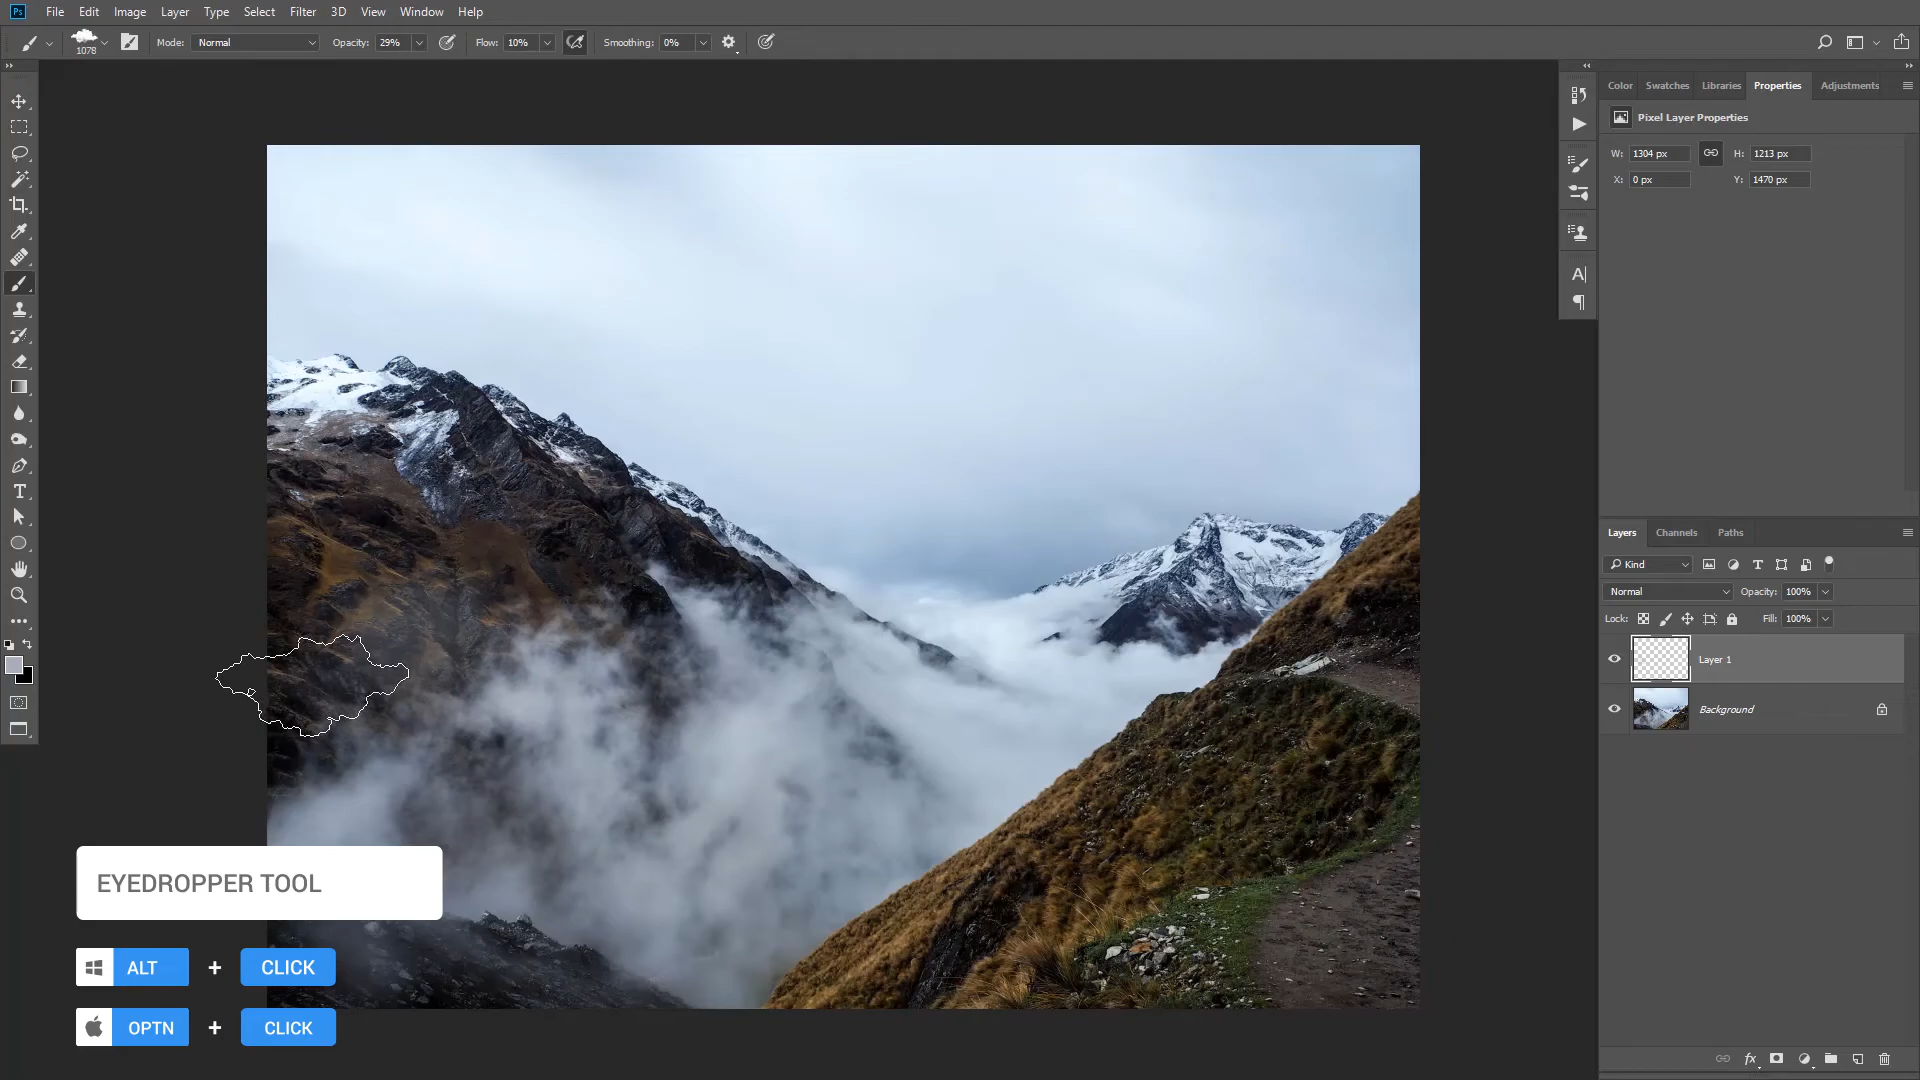 Ps File Edit Image Layer Type Select Filter 3D View Window Help
1078 Mode: Normal Opacity: 29% Flow: 10% Smoothing: 0%
Color Swatches Libraries Properties Adjustments
Pixel Layer Properties
W: 1304 px H: 1213 px
X: 0 px Y: 1470 px
Layers Channels Paths
Kind
Normal Opacity: 100%
Lock: Fill: 100%
Layer 1
Background
EYEDROPPER TOOL
ALT + CLICK
OPTN + CLICK